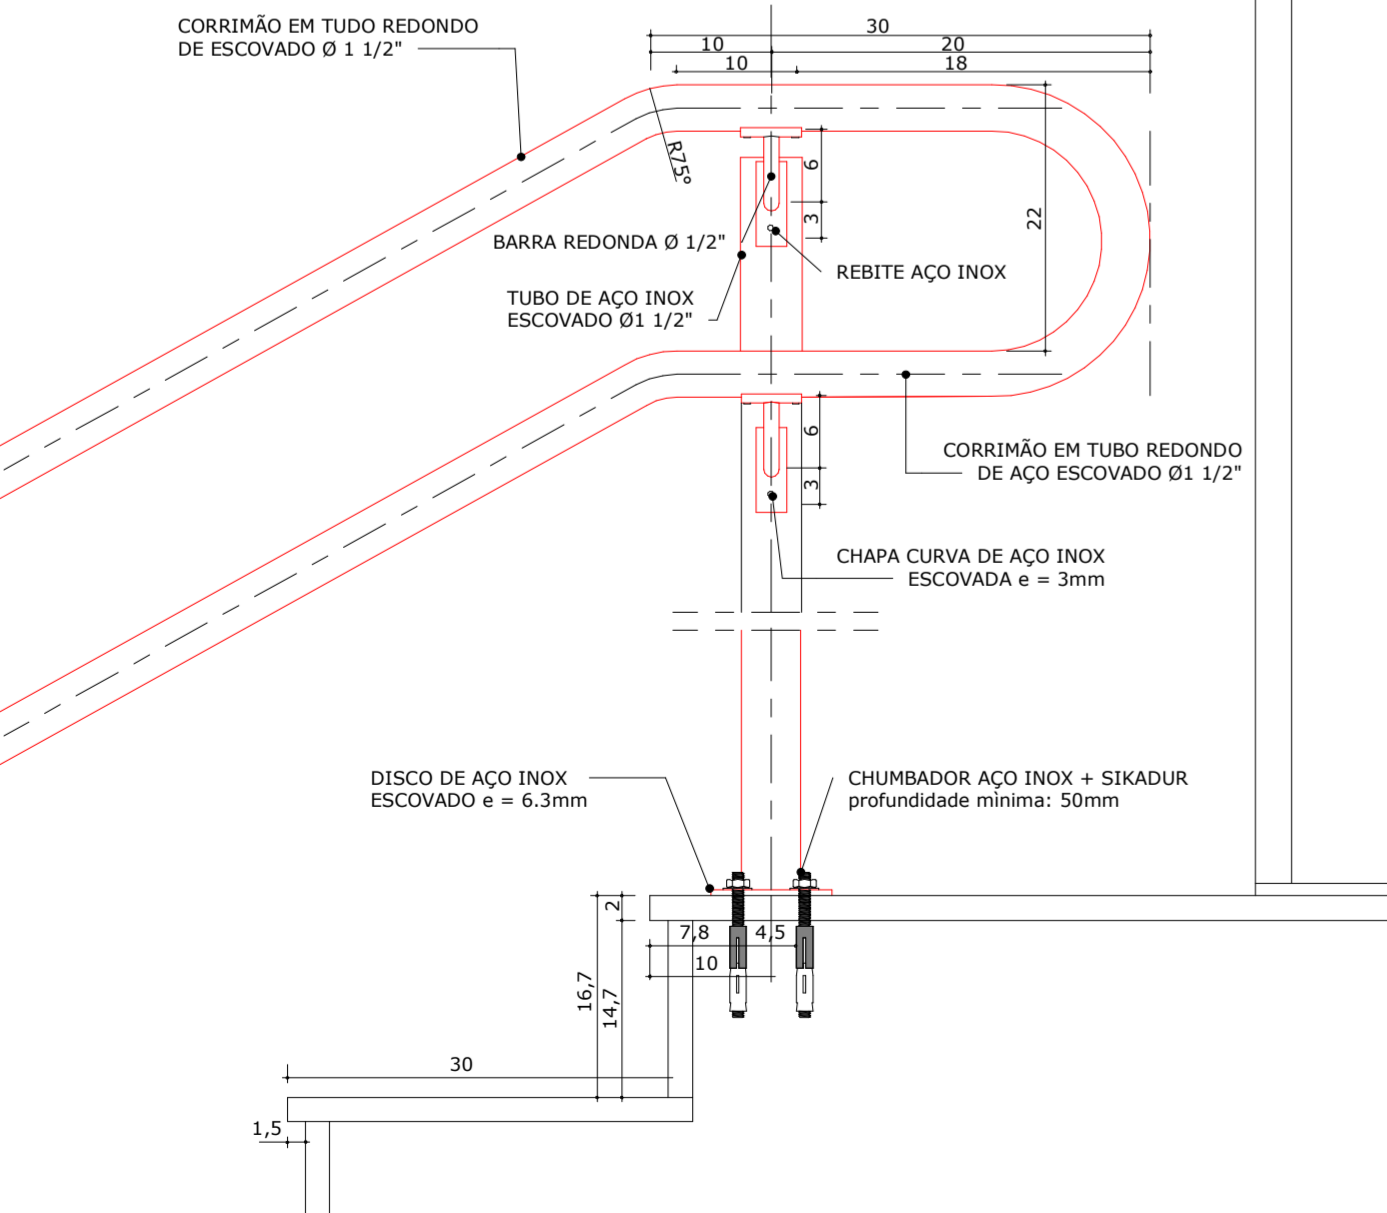 CORRIMÃO EM TUDO REDONDO
DE ESCOVADO Ø 1 1/2"
30
10
20
10
18
R75°
6
3
22
BARRA REDONDA Ø 1/2"
REBITE AÇO INOX
TUBO DE AÇO INOX
ESCOVADO Ø1 1/2"
6
3
CORRIMÃO EM TUBO REDONDO
DE AÇO ESCOVADO Ø1 1/2"
CHAPA CURVA DE AÇO INOX
ESCOVADA e = 3mm
DISCO DE AÇO INOX
ESCOVADO e = 6.3mm
CHUMBADOR AÇO INOX + SIKADUR
profundidade mìnima: 50mm
2
7,8
4,5
10
16,7
14,7
30
1,5